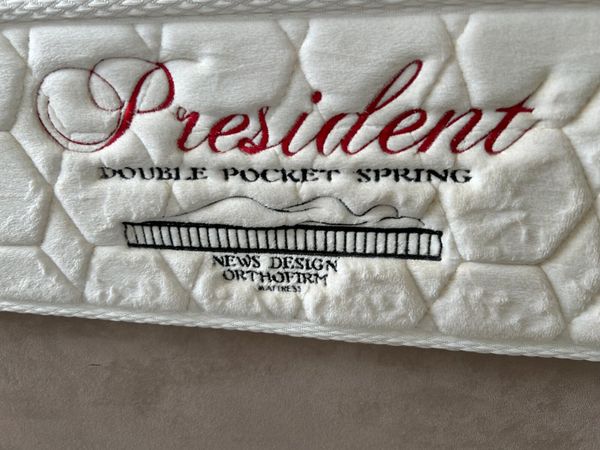 President
DOUBLE POCKET SPRING
NEWS DESIGN
ORTHOFIRM
MATTRESS